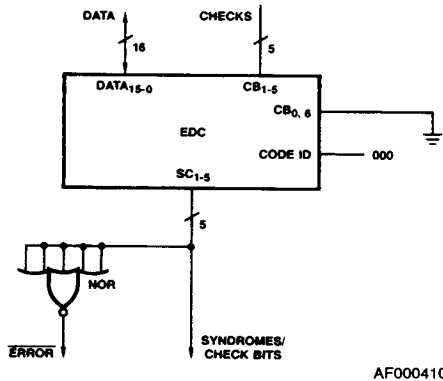 DATA
CHECKS
16
5
DATA15-0
CB1-5
CB0, 6
EDC
CODE ID
000
SC1-5
5
NOR
ERROR
SYNDROMES/
CHECK BITS
AF000410